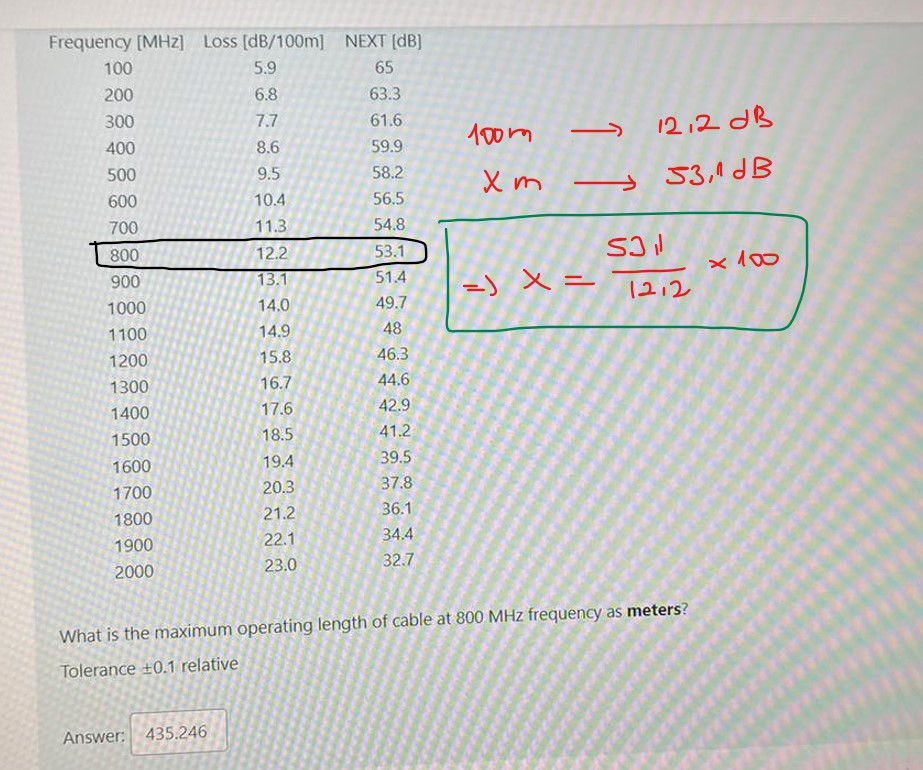 Frequency [MHz] Loss [dB/100m] NEXT [dB]
100 5.9 65
200 6.8 63.3
300 7.7 61.6
400 8.6 59.9
500 9.5 58.2
600 10.4 56.5
700 11.3 54.8
800 12.2 53.1
900 13.1 51.4
1000 14.0 49.7
1100 14.9 48
1200 15.8 46.3
1300 16.7 44.6
1400 17.6 42.9
1500 18.5 41.2
1600 19.4 39.5
1700 20.3 37.8
1800 21.2 36.1
1900 22.1 34.4
2000 23.0 32.7
100m → 12,2 dB
X m → 53,1 dB
=> X = 53,1 / 12,2 × 100
What is the maximum operating length of cable at 800 MHz frequency as meters?
Tolerance ±0.1 relative
Answer: 435.246